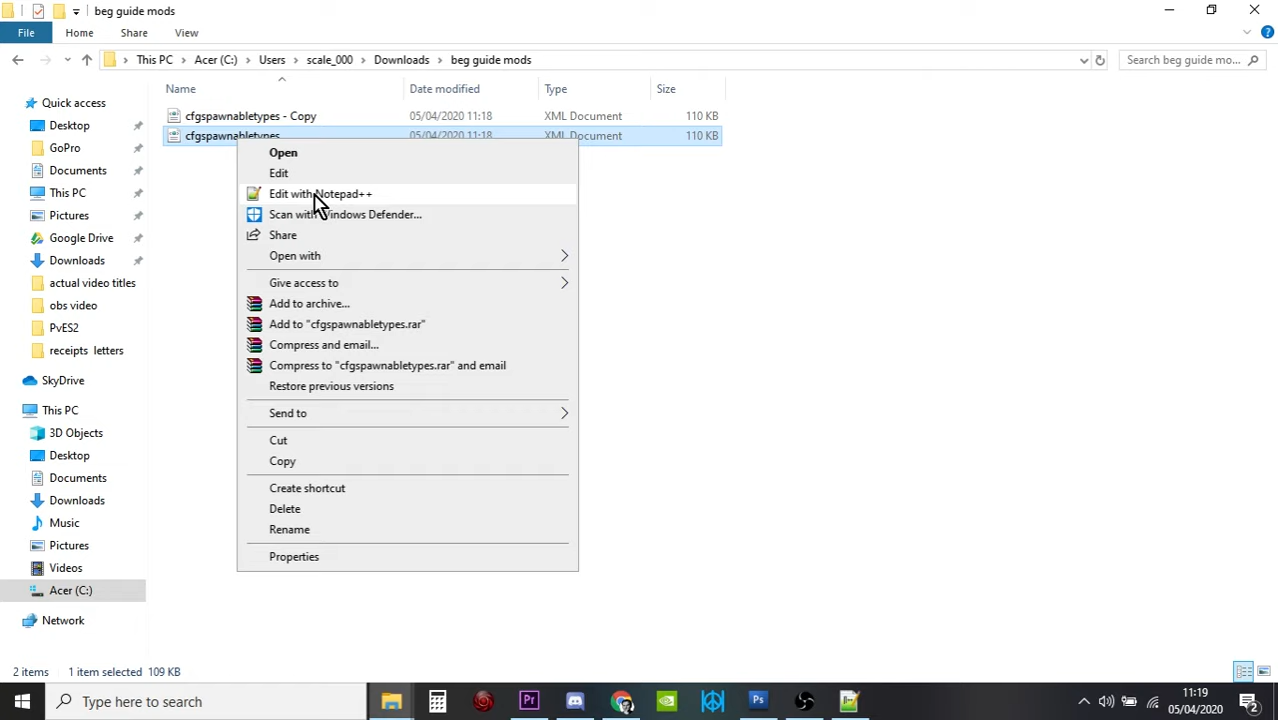 beg guide mods
File
Home
Share
View
This PC
Acer (C:)
Users
scale_000
Downloads
beg guide mods
Search beg guide mo...
Name
Date modified
Type
Size
cfgspawnabletypes - Copy
05/04/2020 11:18
XML Document
110 KB
cfgspawnabletypes
05/04/2020 11:18
XML Document
110 KB
Quick access
Desktop
GoPro
Documents
This PC
Pictures
Google Drive
Downloads
actual video titles
obs video
PvES2
receipts letters
SkyDrive
This PC
3D Objects
Desktop
Documents
Downloads
Music
Pictures
Videos
Acer (C:)
Network
Open
Edit
Edit with Notepad++
Scan with Windows Defender...
Share
Open with
Give access to
Add to archive...
Add to "cfgspawnabletypes.rar"
Compress and email...
Compress to "cfgspawnabletypes.rar" and email
Restore previous versions
Send to
Cut
Copy
Create shortcut
Delete
Rename
Properties
2 items
1 item selected 109 KB
Type here to search
Pr
Ps
11:19
05/04/2020
2